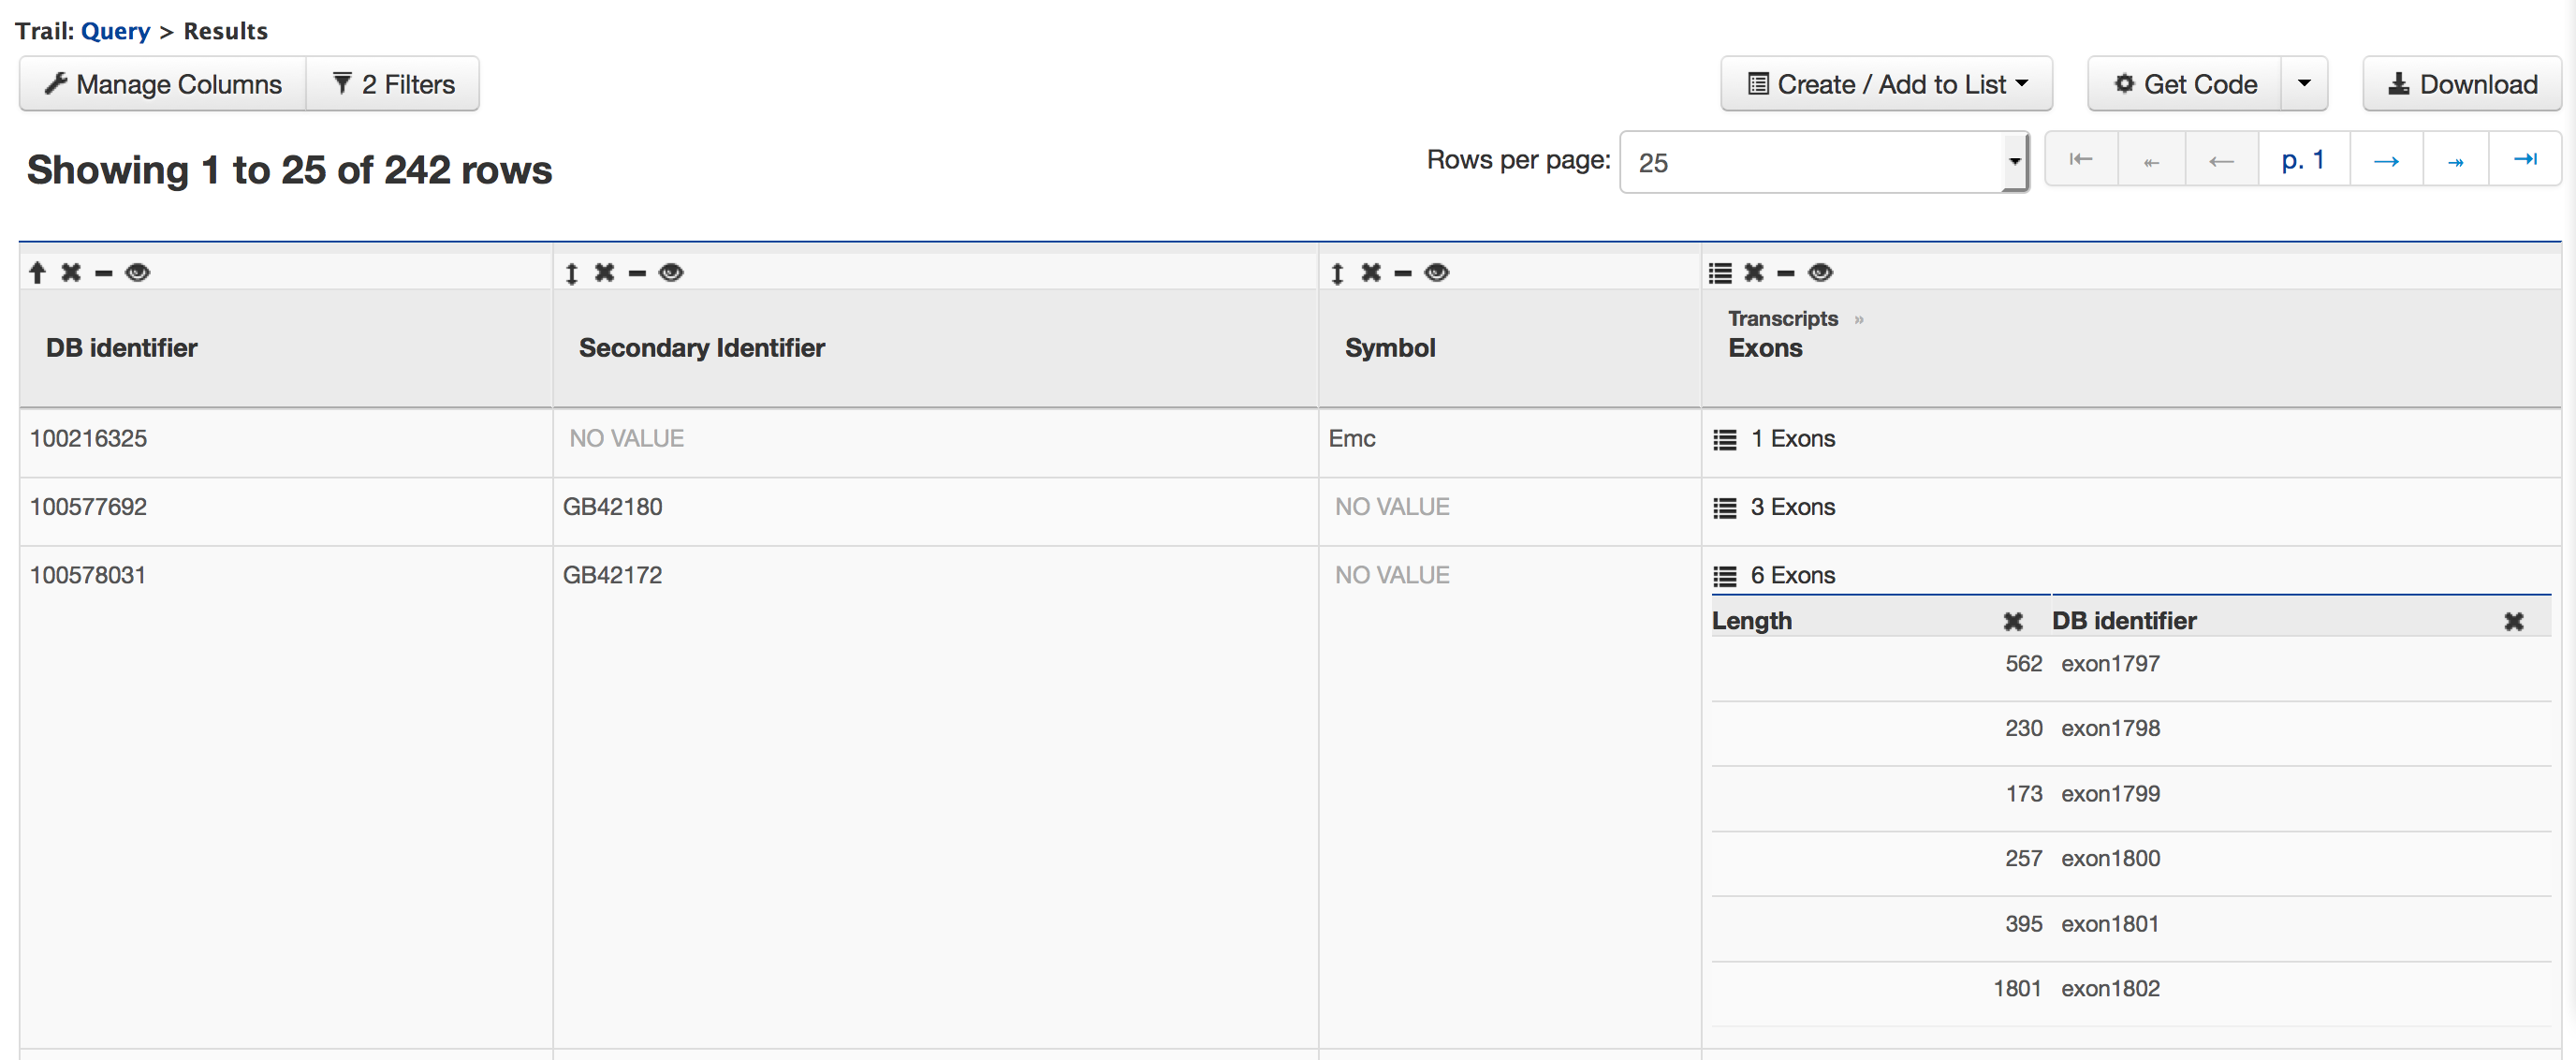 Trail: Query > Results
Manage Columns 2 Filters Create / Add to List Get Code Download
Showing 1 to 25 of 242 rows Rows per page: 25 p. 1
Transcripts »
DB identifier Secondary Identifier Symbol Exons
100216325 NO VALUE Emc 1 Exons
100577692 GB42180 NO VALUE 3 Exons
100578031 GB42172 NO VALUE 6 Exons
Length DB identifier
562 exon1797
230 exon1798
173 exon1799
257 exon1800
395 exon1801
1801 exon1802